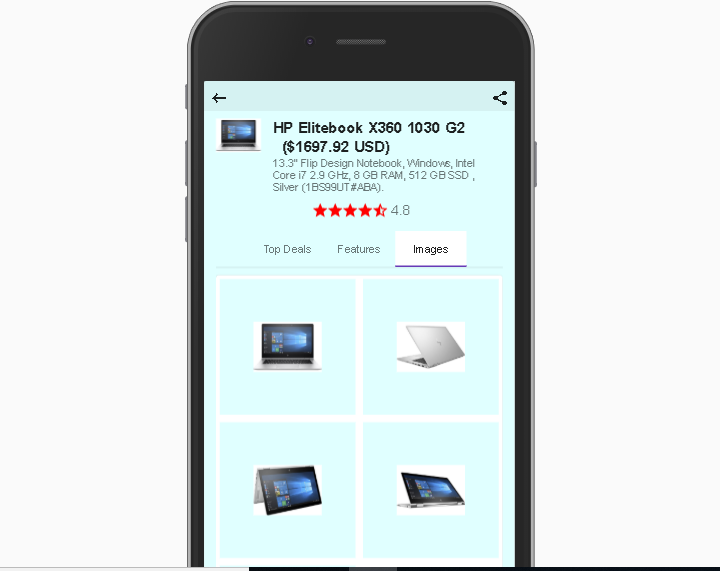 HP Elitebook X360 1030 G2
($1697.92 USD)
13.3" Flip Design Notebook, Windows, Intel
Core i7 2.9 GHz, 8 GB RAM, 512 GB SSD ,
Silver (1BS99UT#ABA).
4.8
Top Deals Features Images